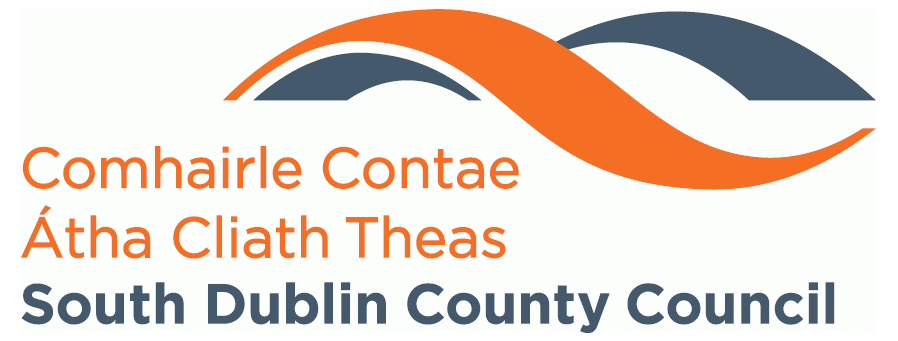 Comhairle Contae
Átha Cliath Theas
South Dublin County Council